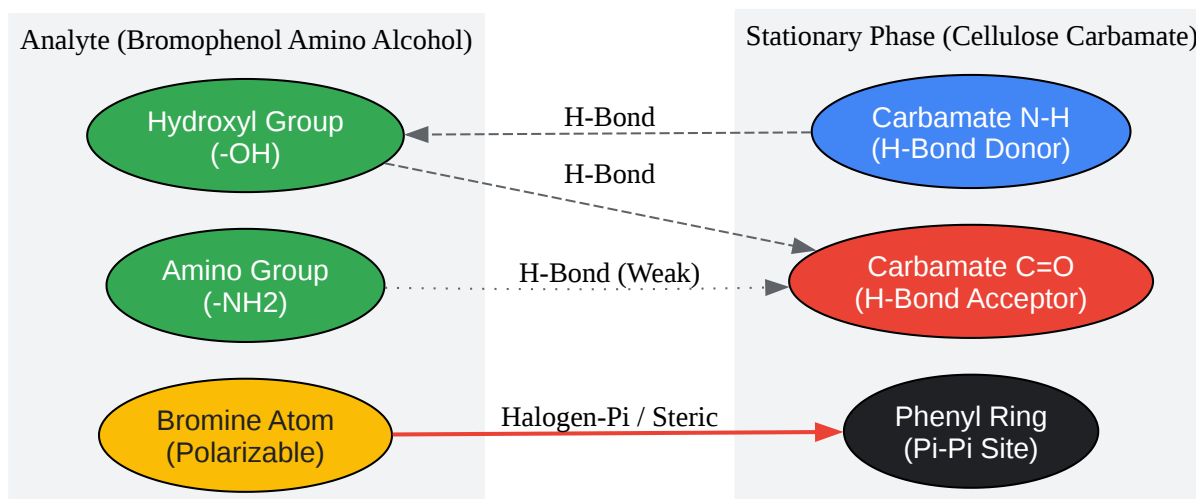 Analyte (Bromophenol Amino Alcohol)
Hydroxyl Group
(-OH)
Amino Group
(-NH2)
Bromine Atom
(Polarizable)
H-Bond
H-Bond
H-Bond (Weak)
Halogen-Pi / Steric
Stationary Phase (Cellulose Carbamate)
Carbamate N-H
(H-Bond Donor)
Carbamate C=O
(H-Bond Acceptor)
Phenyl Ring
(Pi-Pi Site)